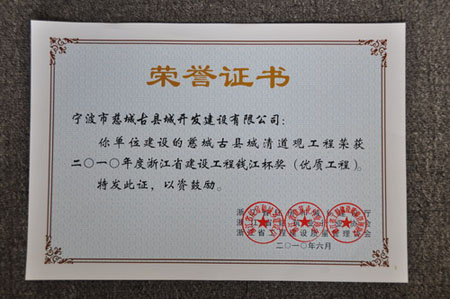 荣誉证书
宁波市慈城古县城开发建设有限公司：
你单位建设的慈城古县城清道观工程荣获
二〇一〇年度浙江省建设工程钱江杯奖（优质工程）。
特发此证，以资鼓励。
二〇一〇年六月